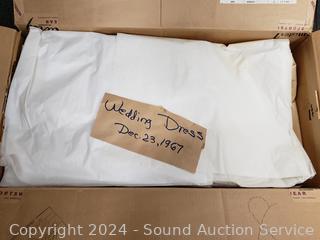 Wedding Dress
Dec 23, 1967
Copyright 2024 - Sound Auction Service